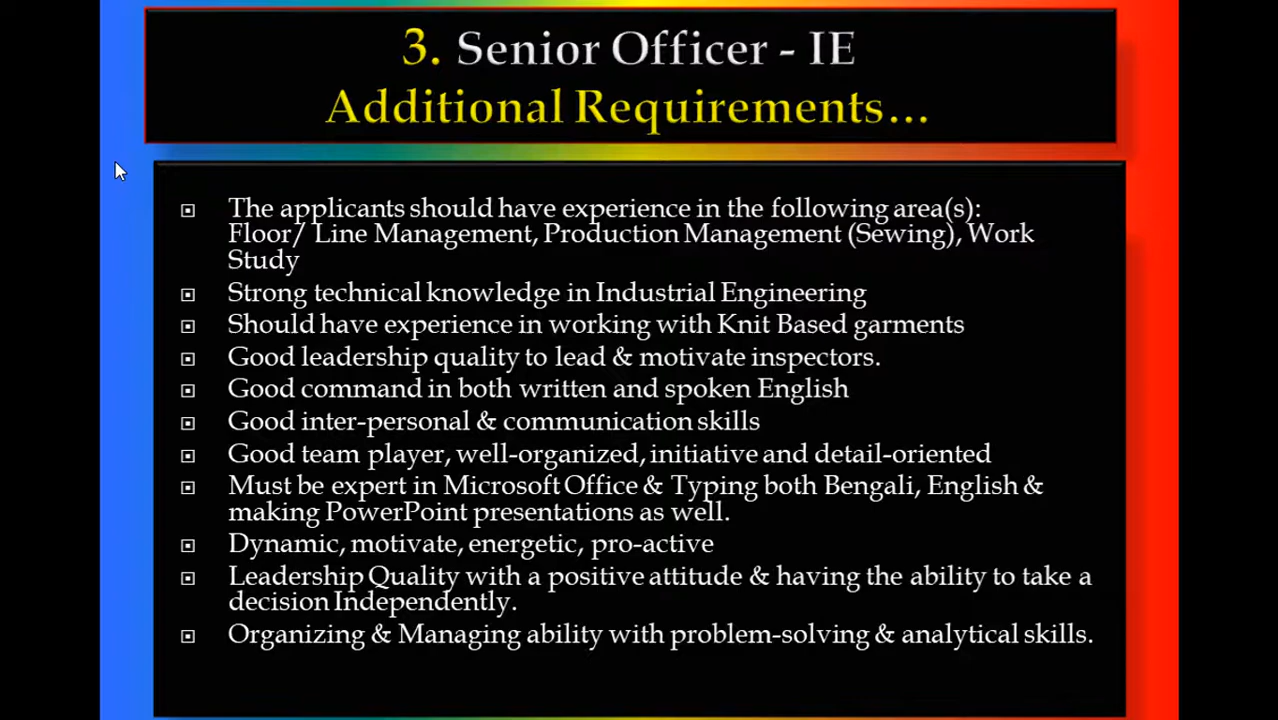 3. Senior Officer - IE
Additional Requirements…
The applicants should have experience in the following area(s):
Floor/ Line Management, Production Management (Sewing), Work
Study
Strong technical knowledge in Industrial Engineering
Should have experience in working with Knit Based garments
Good leadership quality to lead & motivate inspectors.
Good command in both written and spoken English
Good inter-personal & communication skills
Good team player, well-organized, initiative and detail-oriented
Must be expert in Microsoft Office & Typing both Bengali, English &
making PowerPoint presentations as well.
Dynamic, motivate, energetic, pro-active
Leadership Quality with a positive attitude & having the ability to take a
decision Independently.
Organizing & Managing ability with problem-solving & analytical skills.